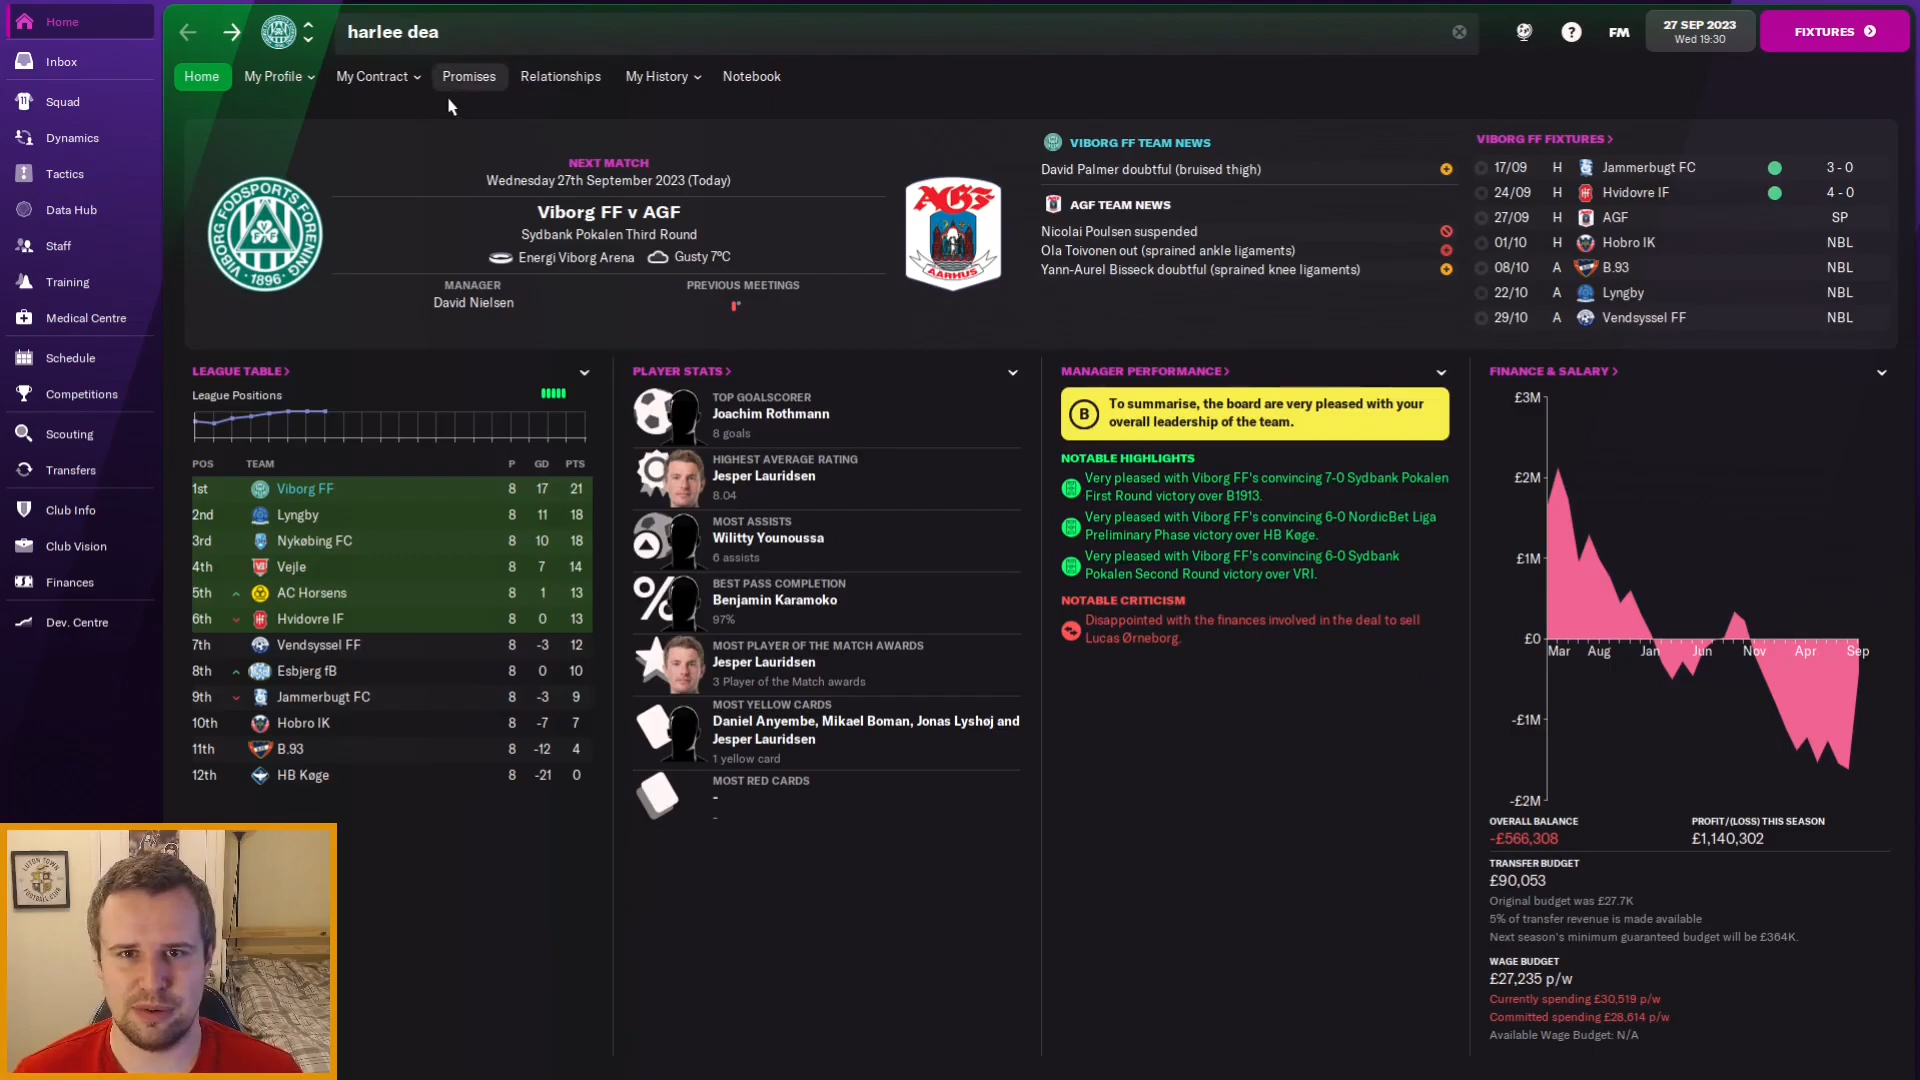 Home
Inbox
Squad
Dynamics
Tactics
Data Hub
Staff
Training
Medical Centre
Schedule
Competitions
Scouting
Transfers
Club Info
Club Vision
Finances
Dev. Centre
harlee dea
FM
27 SEP 2023
Wed 19:30
FIXTURES
Home My Profile My Contract Promises Relationships My History Notebook
NEXT MATCH
Wednesday 27th September 2023 (Today)
Viborg FF v AGF
Sydbank Pokalen Third Round
Energi Viborg Arena Gusty 7ºC
MANAGER
David Nielsen
PREVIOUS MEETINGS
VIBORG FODSPORTS FORENING
1896
AGF
AARHUS
VIBORG FF TEAM NEWS
David Palmer doubtful (bruised thigh)
AGF TEAM NEWS
Nicolai Poulsen suspended
Ola Toivonen out (sprained ankle ligaments)
Yann-Aurel Bisseck doubtful (sprained knee ligaments)
VIBORG FF FIXTURES >
17/09 H Jammerbugt FC 3 - 0
24/09 H Hvidovre IF 4 - 0
27/09 H AGF SP
01/10 H Hobro IK NBL
08/10 A B.93 NBL
22/10 A Lyngby NBL
29/10 A Vendsyssel FF NBL
LEAGUE TABLE >
League Positions
POS TEAM P GD PTS
1st Viborg FF 8 17 21
2nd Lyngby 8 11 18
3rd Nykøbing FC 8 10 18
4th Vejle 8 7 14
5th AC Horsens 8 1 13
6th Hvidovre IF 8 0 13
7th Vendsyssel FF 8 -3 12
8th Esbjerg fB 8 0 10
9th Jammerbugt FC 8 -3 9
10th Hobro IK 8 -7 7
11th B.93 8 -12 4
12th HB Køge 8 -21 0
PLAYER STATS >
TOP GOALSCORER
Joachim Rothmann
8 goals
HIGHEST AVERAGE RATING
Jesper Lauridsen
8.04
MOST ASSISTS
Wilitty Younoussa
6 assists
BEST PASS COMPLETION
Benjamin Karamoko
97%
MOST PLAYER OF THE MATCH AWARDS
Jesper Lauridsen
3 Player of the Match awards
MOST YELLOW CARDS
Daniel Anyembe, Mikael Boman, Jonas Lyshøj and
Jesper Lauridsen
1 yellow card
MOST RED CARDS
-
-
MANAGER PERFORMANCE >
B
To summarise, the board are very pleased with your
overall leadership of the team.
NOTABLE HIGHLIGHTS
Very pleased with Viborg FF's convincing 7-0 Sydbank Pokalen
First Round victory over B1913.
Very pleased with Viborg FF's convincing 6-0 NordicBet Liga
Preliminary Phase victory over HB Køge.
Very pleased with Viborg FF's convincing 6-0 Sydbank
Pokalen Second Round victory over VRI.
NOTABLE CRITICISM
Disappointed with the finances involved in the deal to sell
Lucas Ørneborg.
FINANCE & SALARY >
£3M
£2M
£1M
£0
-£1M
-£2M
Mar Aug Jan Jun Nov Apr Sep
OVERALL BALANCE
-£566,308
PROFIT/(LOSS) THIS SEASON
£1,140,302
TRANSFER BUDGET
£90,053
Original budget was £27.7K
5% of transfer revenue is made available
Next season's minimum guaranteed budget will be £364K.
WAGE BUDGET
£27,235 p/w
Currently spending £30,519 p/w
Committed spending £28,614 p/w
Available Wage Budget: N/A
LUTON TOWN
FOOTBALL CLUB